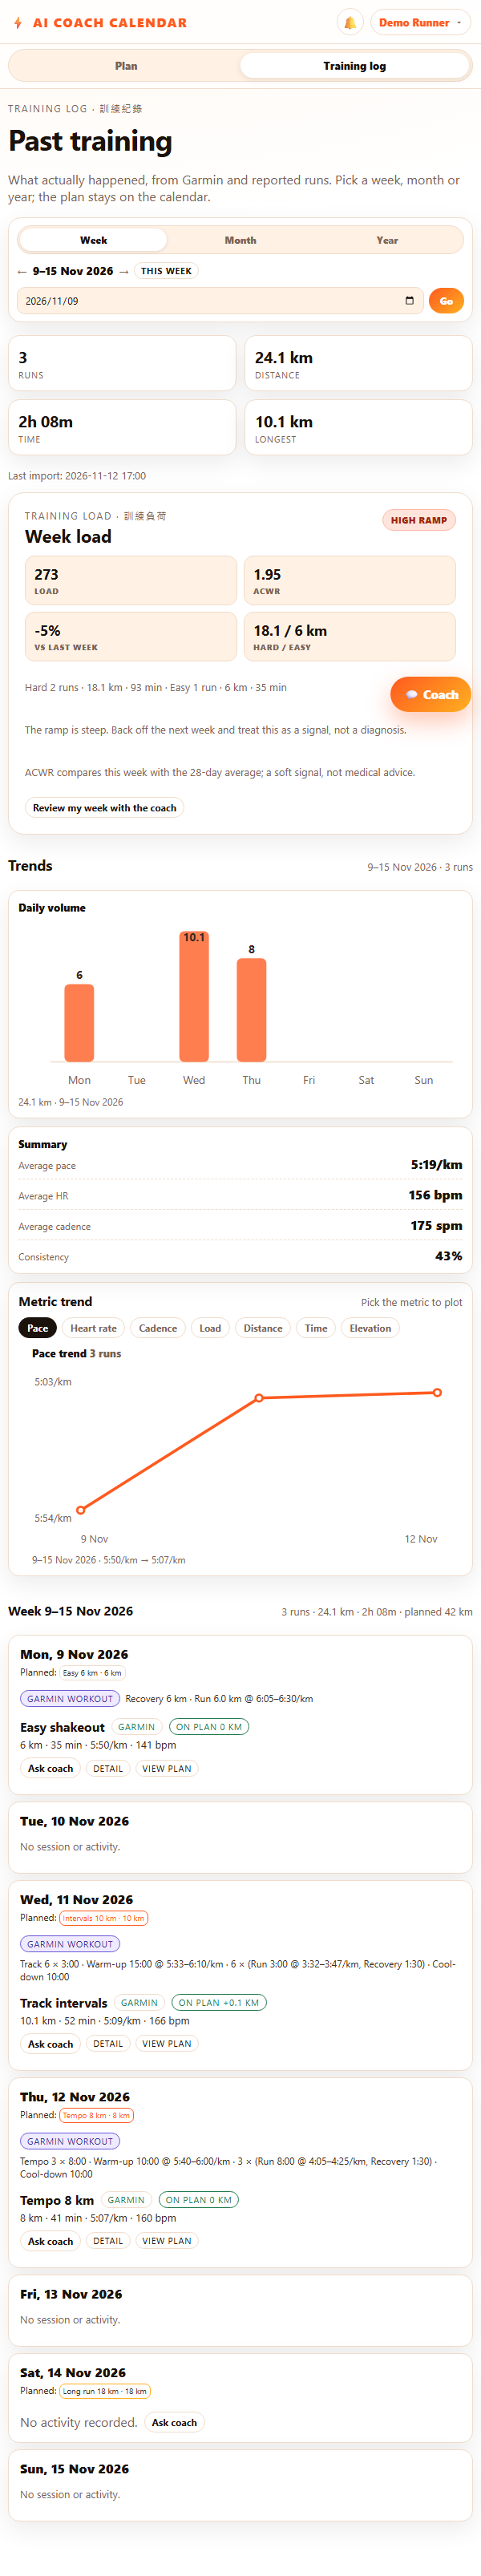 AI COACH CALENDAR
Demo Runner
Plan
Training log
TRAINING LOG · 訓練紀錄
Past training
What actually happened, from Garmin and reported runs. Pick a week, month or
year; the plan stays on the calendar.
Week
Month
Year
← 9–15 Nov 2026 → THIS WEEK
2026/11/09
Go
3
RUNS
24.1 km
DISTANCE
2h 08m
TIME
10.1 km
LONGEST
Last import: 2026-11-12 17:00
TRAINING LOAD · 訓練負荷
HIGH RAMP
Week load
273
LOAD
1.95
ACWR
-5%
VS LAST WEEK
18.1 / 6 km
HARD / EASY
Hard 2 runs · 18.1 km · 93 min · Easy 1 run · 6 km · 35 min
Coach
The ramp is steep. Back off the next week and treat this as a signal, not a diagnosis.
ACWR compares this week with the 28-day average; a soft signal, not medical advice.
Review my week with the coach
Trends
9–15 Nov 2026 · 3 runs
Daily volume
6
10.1
8
Mon Tue Wed Thu Fri Sat Sun
24.1 km · 9–15 Nov 2026
Summary
Average pace 5:19/km
Average HR 156 bpm
Average cadence 175 spm
Consistency 43%
Metric trend
Pick the metric to plot
Pace Heart rate Cadence Load Distance Time Elevation
Pace trend 3 runs
5:03/km
5:54/km
9 Nov
12 Nov
9–15 Nov 2026 · 5:50/km → 5:07/km
Week 9–15 Nov 2026
3 runs · 24.1 km · 2h 08m · planned 42 km
Mon, 9 Nov 2026
Planned: Easy 6 km · 6 km
GARMIN WORKOUT Recovery 6 km · Run 6.0 km @ 6:05–6:30/km
Easy shakeout GARMIN ON PLAN 0 KM
6 km · 35 min · 5:50/km · 141 bpm
Ask coach DETAIL VIEW PLAN
Tue, 10 Nov 2026
No session or activity.
Wed, 11 Nov 2026
Planned: Intervals 10 km · 10 km
GARMIN WORKOUT
Track 6 × 3:00 · Warm-up 15:00 @ 5:33–6:10/km · 6 × (Run 3:00 @ 3:32–3:47/km, Recovery 1:30) · Cool-
down 10:00
Track intervals GARMIN ON PLAN +0.1 KM
10.1 km · 52 min · 5:09/km · 166 bpm
Ask coach DETAIL VIEW PLAN
Thu, 12 Nov 2026
Planned: Tempo 8 km · 8 km
GARMIN WORKOUT
Tempo 3 × 8:00 · Warm-up 10:00 @ 5:40–6:00/km · 3 × (Run 8:00 @ 4:05–4:25/km, Recovery 1:30) ·
Cool-down 10:00
Tempo 8 km GARMIN ON PLAN 0 KM
8 km · 41 min · 5:07/km · 160 bpm
Ask coach DETAIL VIEW PLAN
Fri, 13 Nov 2026
No session or activity.
Sat, 14 Nov 2026
Planned: Long run 18 km · 18 km
No activity recorded. Ask coach
Sun, 15 Nov 2026
No session or activity.